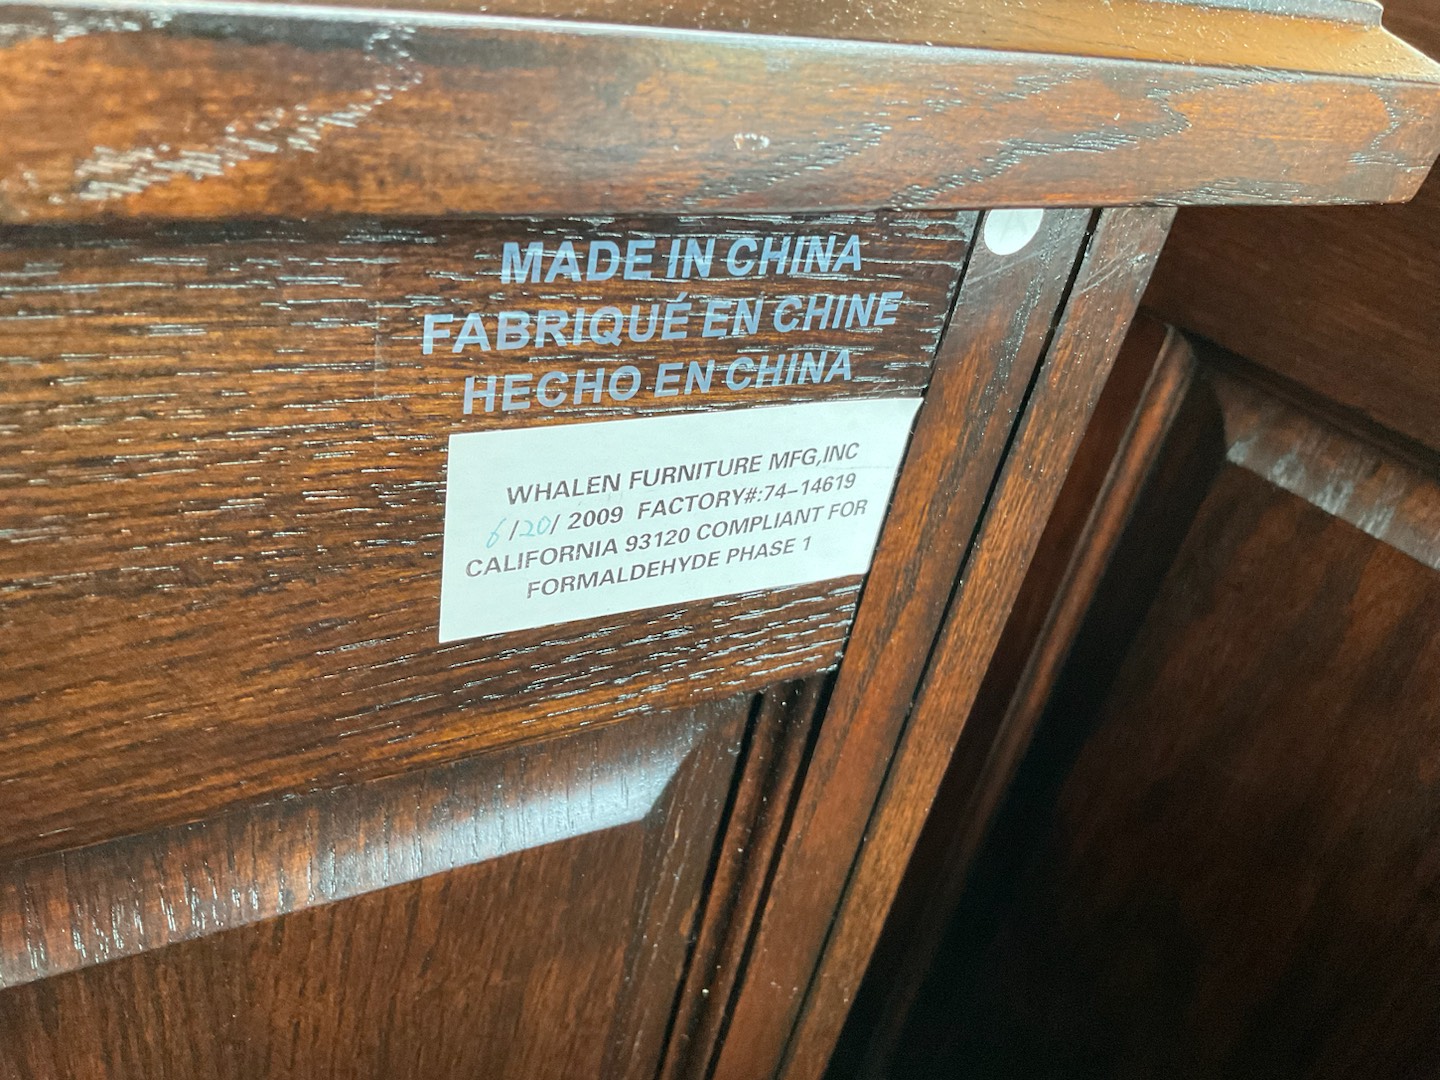 MADE IN CHINA
FABRIQUÉ EN CHINE
HECHO EN CHINA
WHALEN FURNITURE MFG,INC
6/20/ 2009 FACTORY#:74-14619
CALIFORNIA 93120 COMPLIANT FOR
FORMALDEHYDE PHASE 1